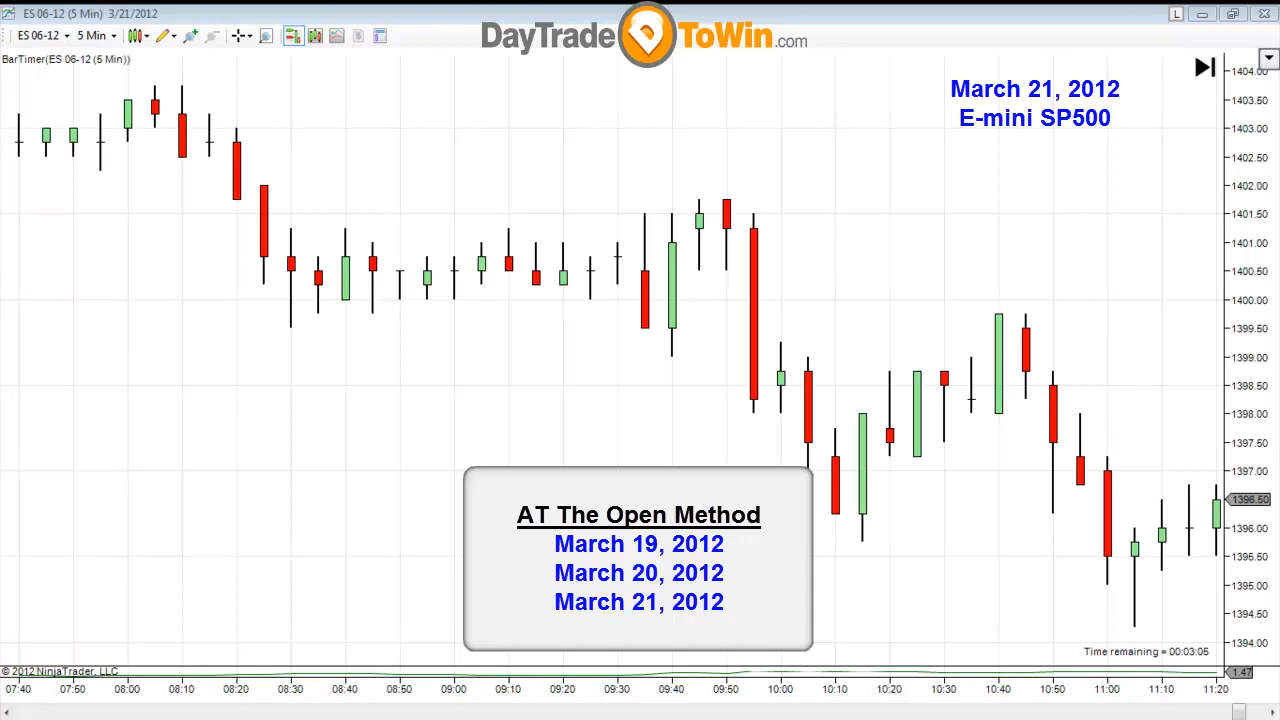 ES 06-12 (5 Min) 3/21/2012
L
ES 06-12
5 Min
DayTradeToWin.com
BarTimer(ES 06-12 (5 Min))
March 21, 2012
E-mini SP500
1404.00
1403.50
1403.00
1402.50
1402.00
1401.50
1401.00
1400.50
1400.00
1399.50
1399.00
1398.50
1398.00
1397.50
1397.00
1396.50
1396.00
1395.50
1395.00
1394.50
1394.00
AT The Open Method
March 19, 2012
March 20, 2012
March 21, 2012
Time remaining = 00:03:05
© 2012 NinjaTrader, LLC
1.47
07:40 07:50 08:00 08:10 08:20 08:30 08:40 08:50 09:00 09:10 09:20 09:30 09:40 09:50 10:00 10:10 10:20 10:30 10:40 10:50 11:00 11:10 11:20